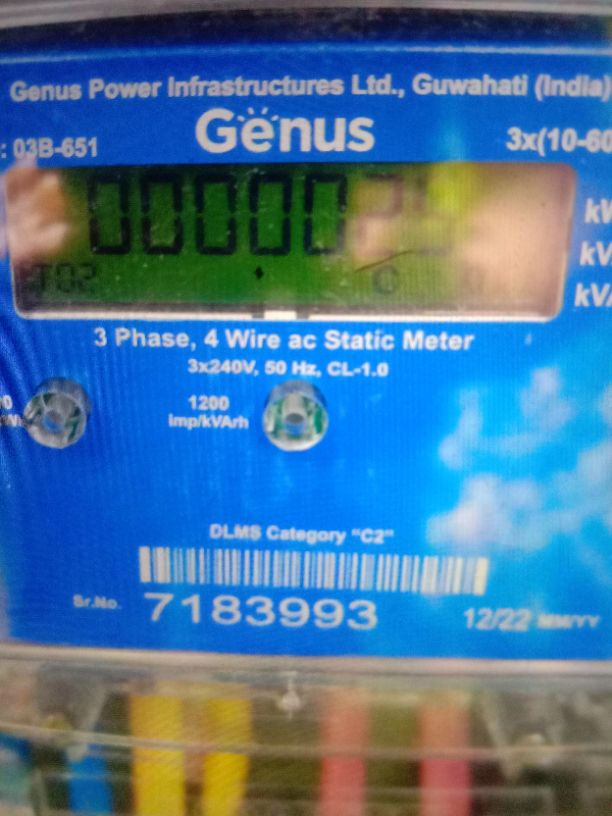 Genus Power Infrastructures Ltd., Guwahati (India)
: 03B-651
Genus
3x(10-60
00000
T02
3 Phase, 4 Wire ac Static Meter
3x240V, 50 Hz, CL-1.0
1200
imp/kVArh
DLMS Category "C2"
Sr.No. 7183993 12/22 MM/YY